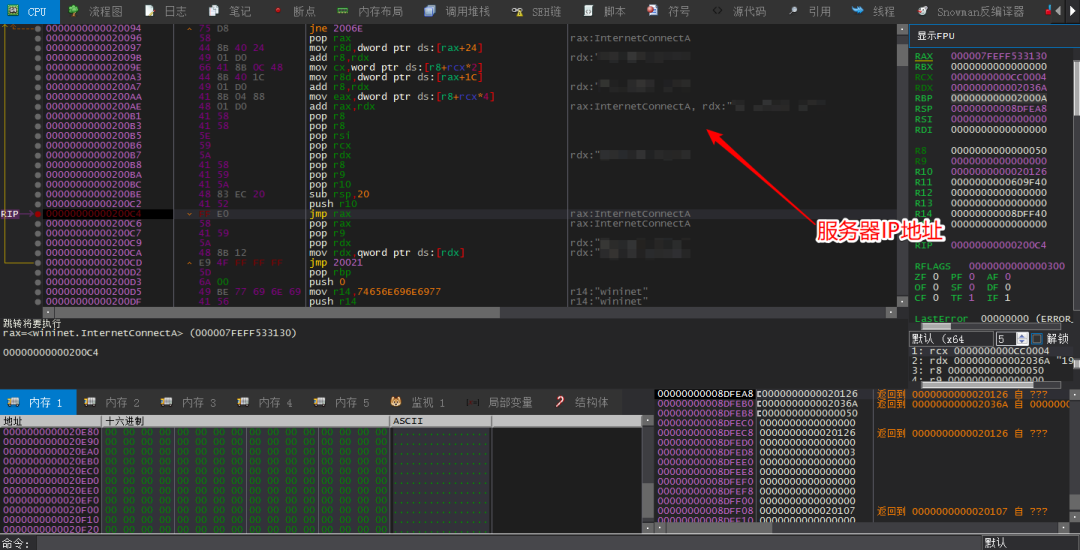 CPU 流程图 日志 笔记 断点 内存布局 调用堆栈 SEH链 脚本 符号 源代码 引用 线程 Snowman反编译器
0000000000020094 75 D8 jne 2006E
0000000000020096 58 pop rax rax:InternetConnectA
0000000000020097 44 8B 40 24 mov r8d,dword ptr ds:[rax+24]
000000000002009B 49 01 D0 add r8,rdx rdx:"
000000000002009E 66 41 8B 0C 48 mov cx,word ptr ds:[r8+rcx*2]
00000000000200A3 44 8B 40 1C mov r8d,dword ptr ds:[rax+1C]
00000000000200A7 49 01 D0 add r8,rdx rdx:"
00000000000200AA 41 8B 04 88 mov eax,dword ptr ds:[r8+rcx*4]
00000000000200AE 48 01 D0 add rax,rdx rax:InternetConnectA, rdx:"
00000000000200B1 41 58 pop r8
00000000000200B3 41 58 pop r8
00000000000200B5 5E pop rsi
00000000000200B6 59 pop rcx
00000000000200B7 5A pop rdx rdx:"
00000000000200B8 41 58 pop r8
00000000000200BA 41 59 pop r9
00000000000200BC 41 5A pop r10
00000000000200BE 48 83 EC 20 sub rsp,20
00000000000200C2 41 52 push r10
RIP 00000000000200C4 E0 jmp rax rax:InternetConnectA
00000000000200C6 58 pop rax rax:InternetConnectA
00000000000200C7 41 59 pop r9
00000000000200C9 5A pop rdx rdx:"
00000000000200CA 48 8B 12 mov rdx,qword ptr ds:[rdx] rdx:"
00000000000200CD E9 4F FF FF FF jmp 20021
00000000000200D2 5D pop rbp
00000000000200D3 6A 00 push 0
00000000000200D5 49 BE 77 69 6E 69 mov r14,74656E696E6977 r14:"wininet"
00000000000200DF 41 56 push r14 r14:"wininet"
服务器IP地址
显示FPU
RAX 000007FEFF533130
RBX 0000000000000000
RCX 0000000000CC0004
RDX 000000000002036A
RBP 000000000002000A
RSP 00000000008DFEA8
RSI 0000000000000000
RDI 0000000000000000
R8 0000000000000050
R9 0000000000000000
R10 0000000000020126
R11 0000000000609F40
R12 0000000000000000
R13 0000000000000000
R14 00000000008DFF40
RIP 00000000000200C4
RFLAGS 0000000000000300
ZF 0 PF 0 AF 0
OF 0 SF 0 DF 0
CF 0 TF 1 IF 1
LastError 00000000 (ERROR_
跳转将要执行
rax=<wininet.InternetConnectA> (000007FEFF533130)
00000000000200C4
默认 (x64 5 解锁
1: rcx 0000000000CC0004
2: rdx 000000000002036A "19
3: r8 0000000000000050
4: r9 0000000000000000
内存 1 内存 2 内存 3 内存 4 内存 5 监视 1 局部变量 结构体
地址 十六进制 ASCII
0000000000020E80 00 00 00 00 00 00 00 00 00 00 00 00 00 00 00 00 ................
0000000000020E90 00 00 00 00 00 00 00 00 00 00 00 00 00 00 00 00 ................
0000000000020EA0 00 00 00 00 00 00 00 00 00 00 00 00 00 00 00 00 ................
0000000000020EB0 00 00 00 00 00 00 00 00 00 00 00 00 00 00 00 00 ................
0000000000020EC0 00 00 00 00 00 00 00 00 00 00 00 00 00 00 00 00 ................
0000000000020ED0 00 00 00 00 00 00 00 00 00 00 00 00 00 00 00 00 ................
0000000000020EE0 00 00 00 00 00 00 00 00 00 00 00 00 00 00 00 00 ................
0000000000020EF0 00 00 00 00 00 00 00 00 00 00 00 00 00 00 00 00 ................
0000000000020F00 00 00 00 00 00 00 00 00 00 00 00 00 00 00 00 00 ................
0000000000020F10 00 00 00 00 00 00 00 00 00 00 00 00 00 00 00 00 ................
0000000000020F20 00 00 00 00 00 00 00 00 00 00 00 00 00 00 00 00 ................
00000000008DFEA8 0000000000020126 返回到 0000000000020126 自 ???
00000000008DFEB0 000000000002036A 返回到 000000000002036A 自 000000
00000000008DFEB8 0000000000000050
00000000008DFEC0 0000000000000000
00000000008DFEC8 0000000000020126 返回到 0000000000020126 自 ???
00000000008DFED0 0000000000000000
00000000008DFED8 0000000000000003
00000000008DFEE0 0000000000000000
00000000008DFEE8 0000000000000000
00000000008DFEF0 0000000000000000
00000000008DFEF8 0000000000000000
00000000008DFF00 0000000000000000
00000000008DFF08 0000000000020107 返回到 0000000000020107 自 ???
00000000008DFF10 0000000000000000
命令: 默认